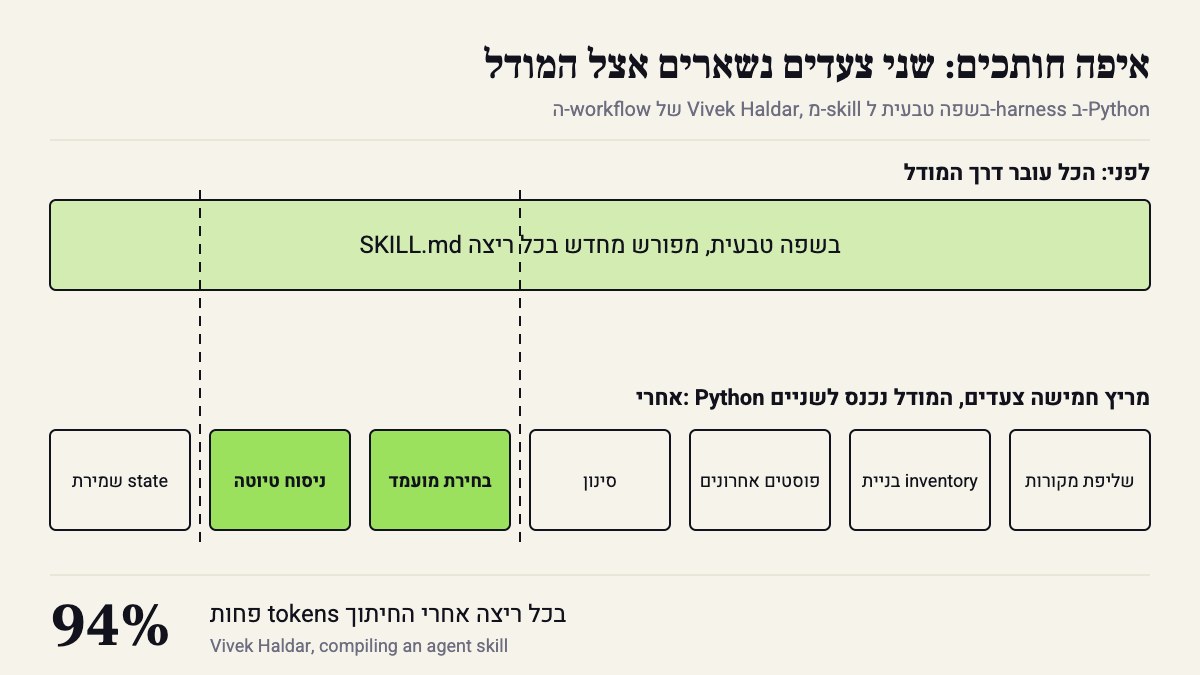 איפה חותכים: שני צעדים נשארים אצל המודל
ה-workflow של Vivek Haldar, מ-skill בשפה טבעית ל-harness ב-Python
לפני: הכל עובר דרך המודל
SKILL.md בשפה טבעית, מפורש מחדש בכל ריצה
אחרי: Python מריץ חמישה צעדים, המודל נכנס לשניים
שליפת מקורות
בניית inventory
פוסטים אחרונים
סינון
בחירת מועמד
ניסוח טיוטה
שמירת state
94%
פחות tokens בכל ריצה אחרי החיתוך
Vivek Haldar, compiling an agent skill